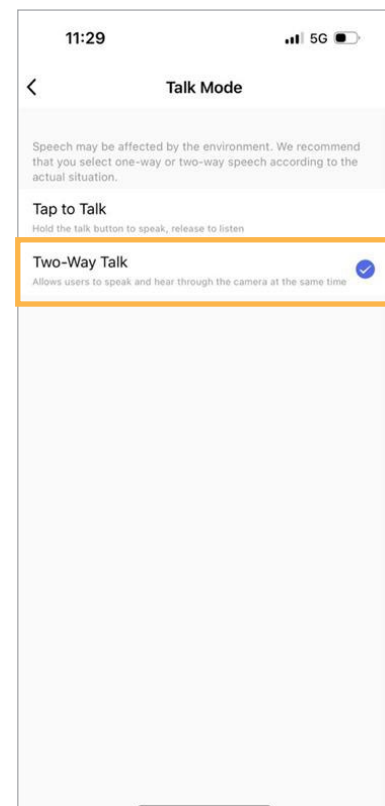 11:29
5G
Talk Mode
Speech may be affected by the environment. We recommend
that you select one-way or two-way speech according to the
actual situation.
Tap to Talk
Hold the talk button to speak, release to listen
Two-Way Talk
Allows users to speak and hear through the camera at the same time